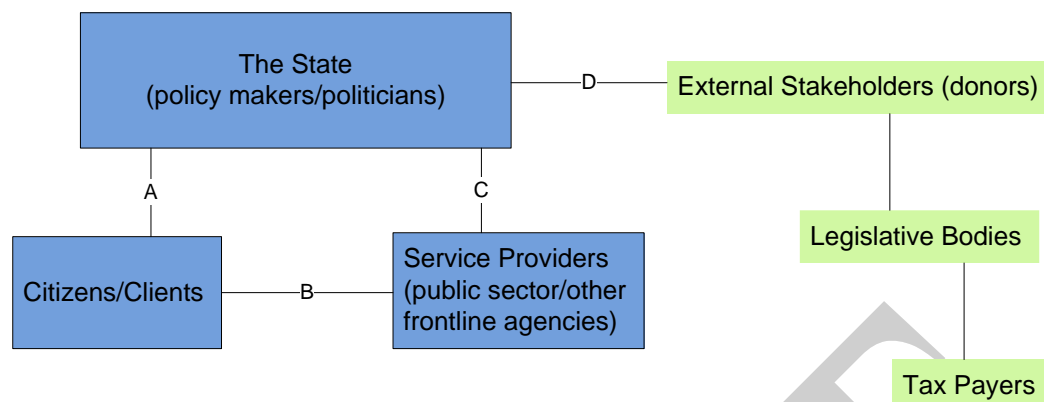 The State
(policy makers/politicians)
D
External Stakeholders (donors)
A
C
Legislative Bodies
Citizens/Clients
B
Service Providers
(public sector/other
frontline agencies)
Tax Payers